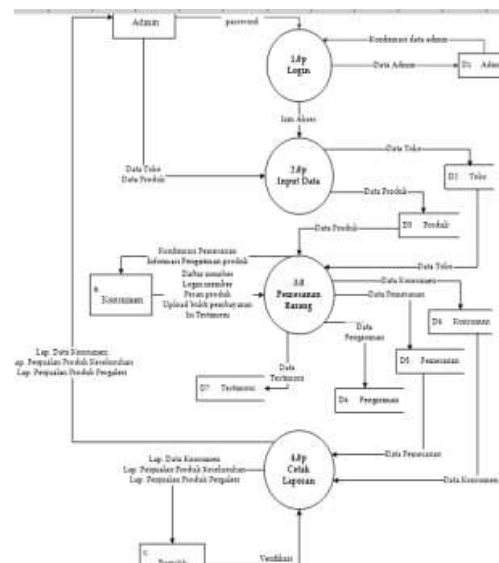 Admin
password
1.0p
Login
Konfirmasi data admin
Data Admin
D1 Admin
Izin Akses
Data Toko
Data Produk
2.0p
Input Data
Data Toko
Toko
Data Produk
D3 Produk
Data Produk
Data Toko
Konfirmasi Pemesanan
Informasi Pengiriman produk
Konsumen
Daftar member
Login member
Pesan produk
Upload bukti pembayaran
Isi Testimoni
3.0
Pemesanan
Barang
Data Konsumen
Data Pemesanan
D4 Konsumen
D5 Pemesanan
Data
Pengiriman
D6 Pengiriman
Data
Testimoni
D7 Testimoni
Lap. Data Konsumen
Lap. Penjualan Produk Keseluruhan
Lap. Penjualan Produk Pergaleri
4.0p
Cetak
Laporan
Data Pemesanan
Data Konsumen
Lap. Data Konsumen
Lap. Penjualan Produk Keseluruhan
Lap. Penjualan Produk Pergaleri
C
Verifikasi